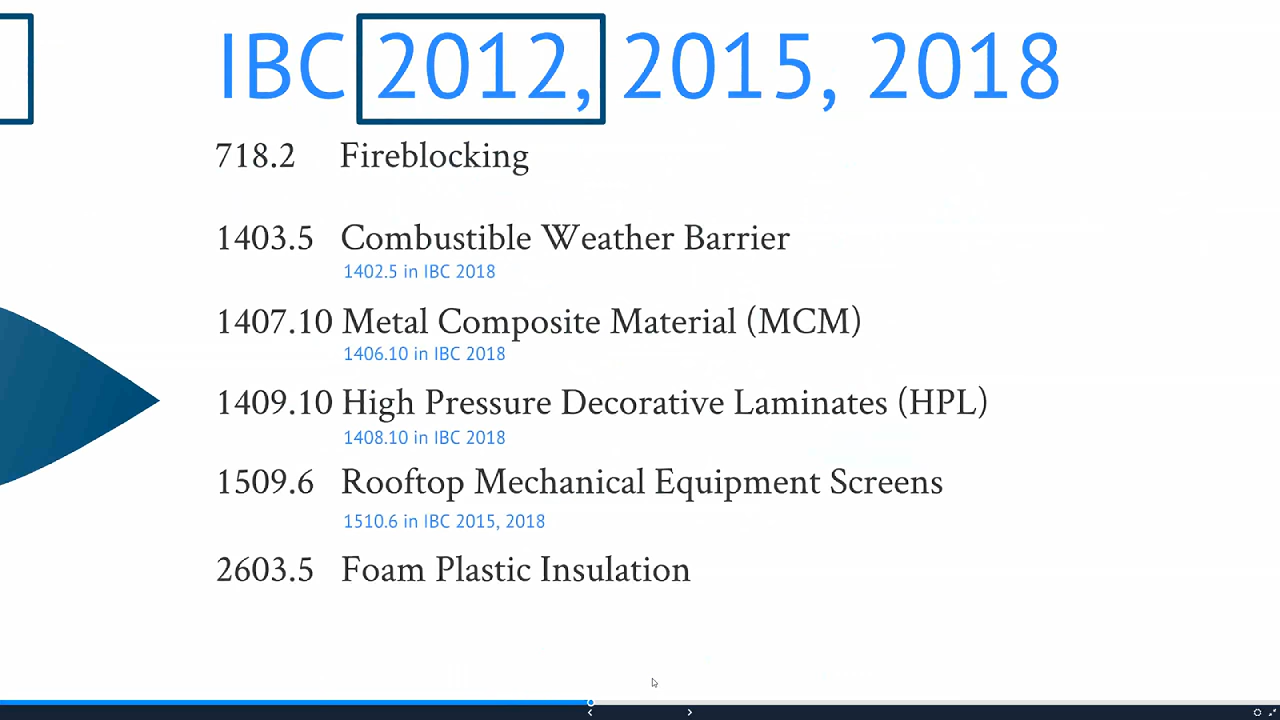 IBC 2012, 2015, 2018
718.2 Fireblocking
1403.5 Combustible Weather Barrier
1402.5 in IBC 2018
1407.10 Metal Composite Material (MCM)
1406.10 in IBC 2018
1409.10 High Pressure Decorative Laminates (HPL)
1408.10 in IBC 2018
1509.6 Rooftop Mechanical Equipment Screens
1510.6 in IBC 2015, 2018
2603.5 Foam Plastic Insulation